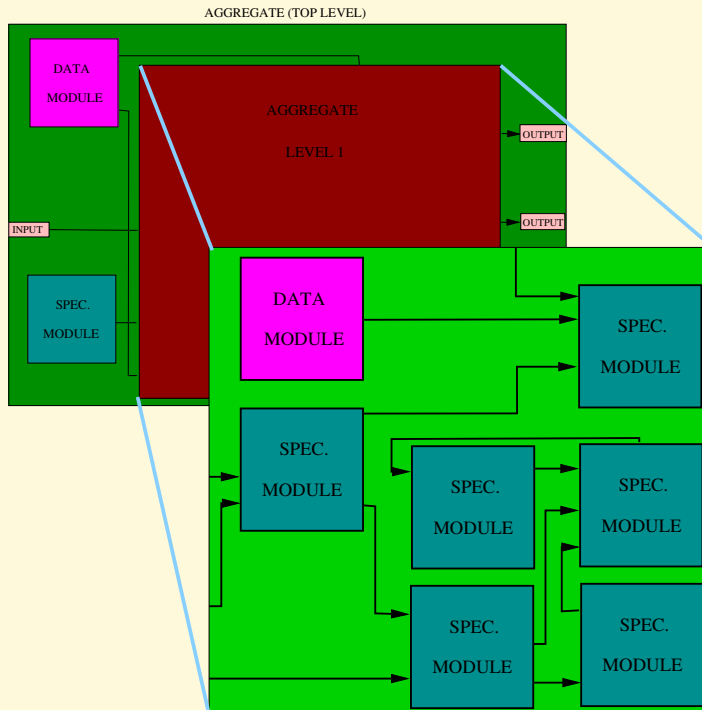 AGGREGATE (TOP LEVEL)
DATA
MODULE
AGGREGATE
LEVEL 1
OUTPUT
OUTPUT
INPUT
SPEC.
MODULE
DATA
MODULE
SPEC.
MODULE
SPEC.
MODULE
SPEC.
MODULE
SPEC.
MODULE
SPEC.
MODULE
SPEC.
MODULE